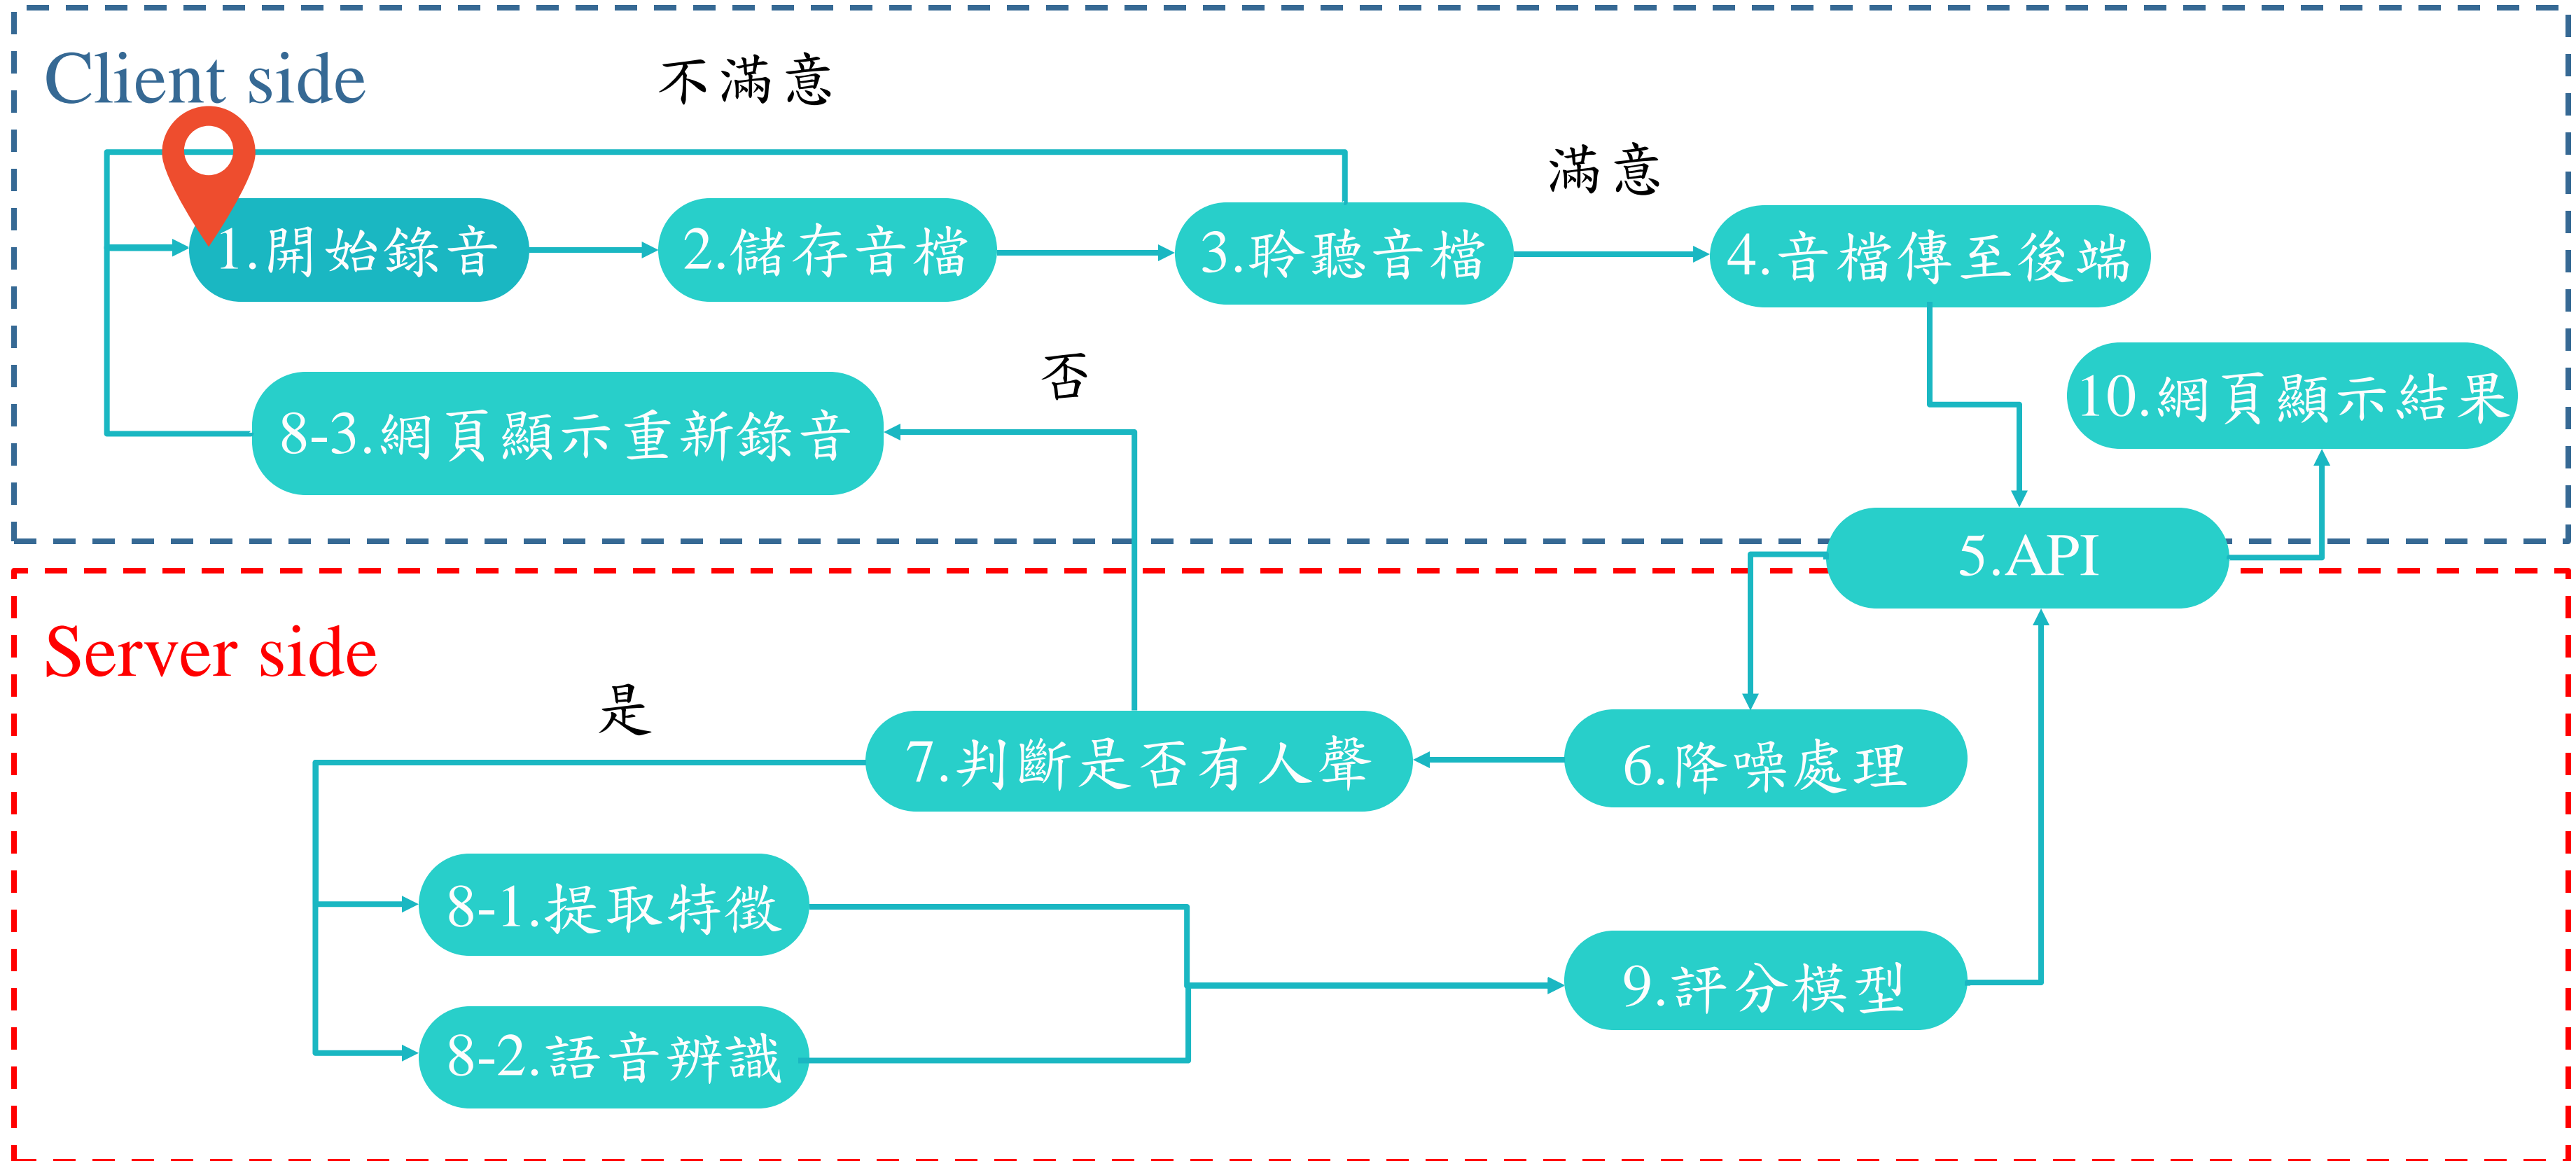 Client side
不滿意
滿意
1.開始錄音
2.儲存音檔
3.聆聽音檔
4.音檔傳至後端
否
10.網頁顯示結果
8-3.網頁顯示重新錄音
5.API
Server side
是
7.判斷是否有人聲
6.降噪處理
8-1.提取特徵
9.評分模型
8-2.語音辨識